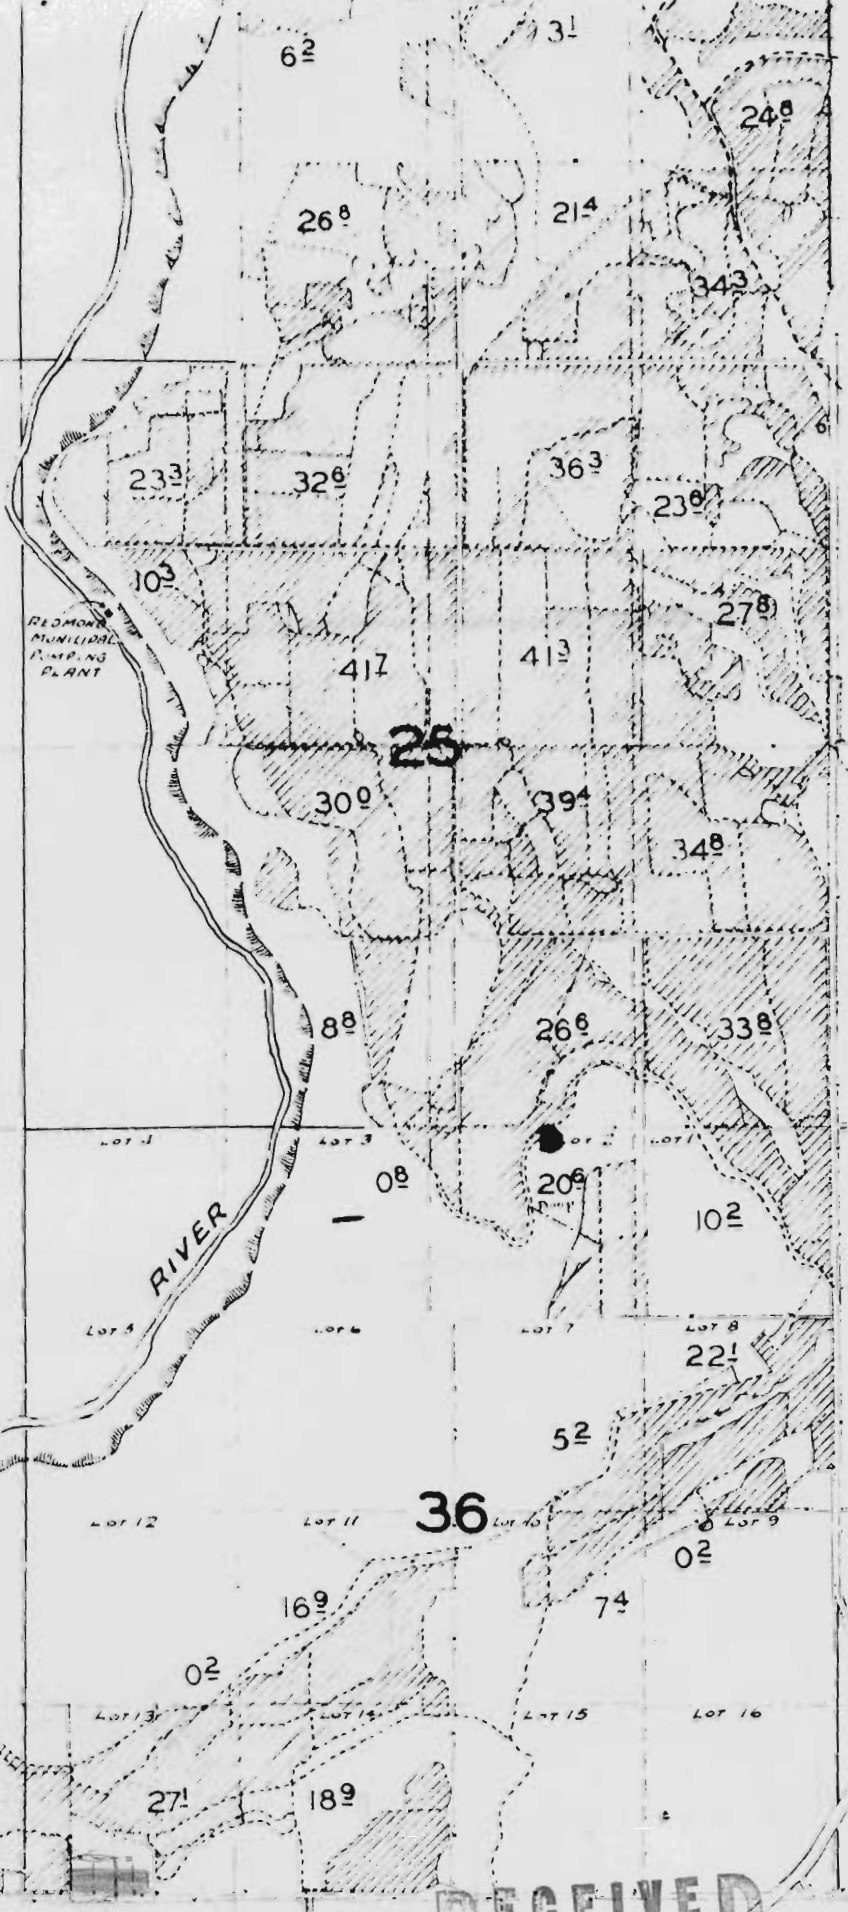 6 2
3 1
24 8
26 8
21 4
34 3
6
23 3
32 6
36 3
23 8
10 3
REDMOND
MUNICIPAL
PUMPING
PLANT
27 8
41 7
41 3
25
30 0
39 4
34 8
8 8
26 6
33 8
LOT 4
LOT 3
LOT 2
LOT 1
0 8
20 6
10 2
RIVER
LOT 5
LOT 6
LOT 7
LOT 8
22 1
5 2
LOT 12
LOT 11
36
LOT 10
LOT 9
0 2
16 9
7 4
0 2
LOT 13
LOT 14
LOT 15
LOT 16
27 1
18 9
RECEIVED